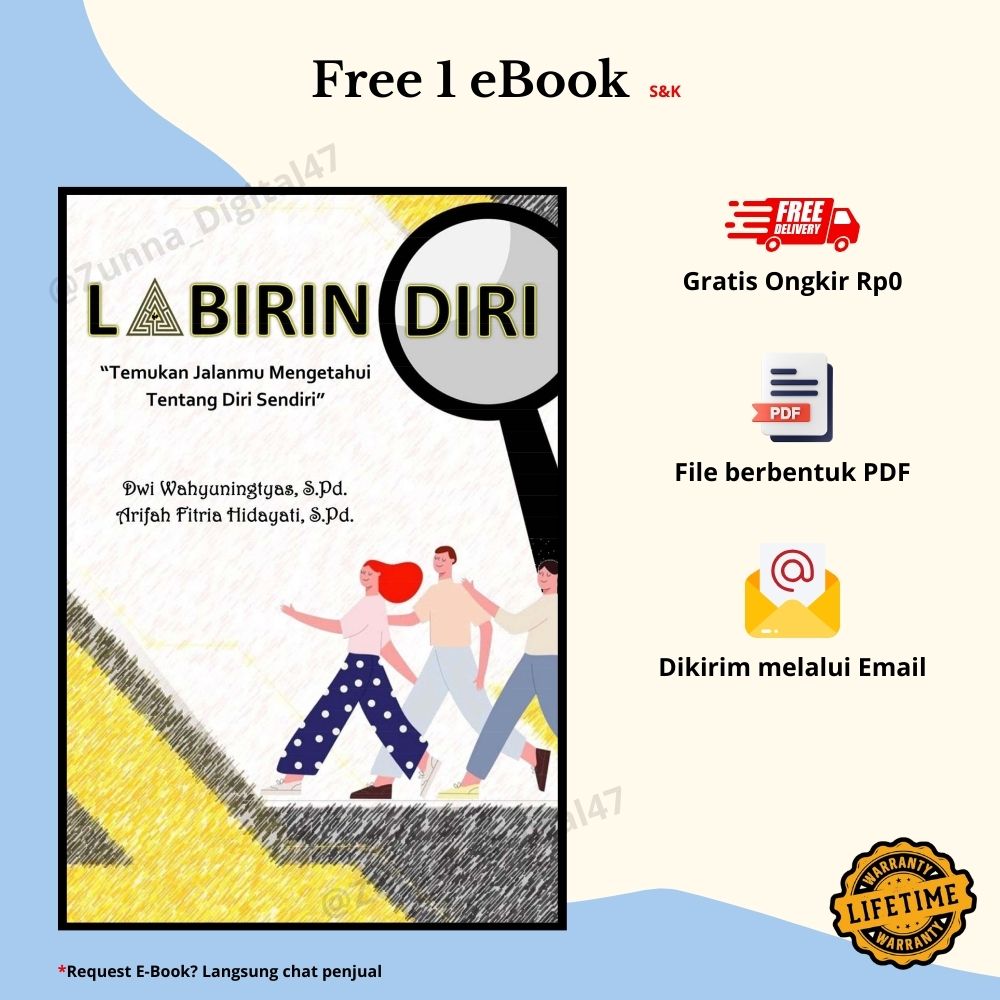 Free 1 eBook S&K
@Zunna_Digital47
LABIRIN DIRI
“Temukan Jalanmu Mengetahui
Tentang Diri Sendiri”
Dwi Wahyuningtyas, S.Pd.
Arifah Fitria Hidayati, S.Pd.
FREE
DELIVERY
Gratis Ongkir Rp0
PDF
File berbentuk PDF
@
Dikirim melalui Email
WARRANTY
LIFETIME
WARRANTY
*Request E-Book? Langsung chat penjual